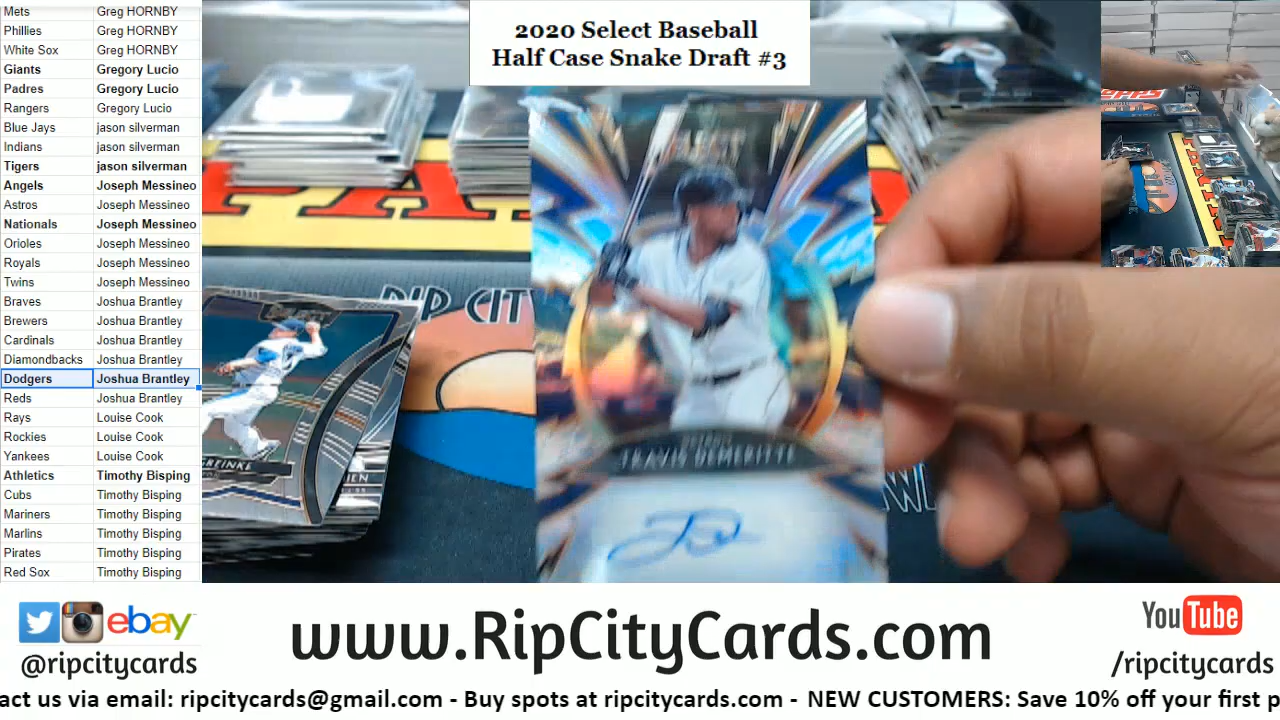 Mets Greg HORNBY
Phillies Greg HORNBY
White Sox Greg HORNBY
Giants Gregory Lucio
Padres Gregory Lucio
Rangers Gregory Lucio
Blue Jays jason silverman
Indians jason silverman
Tigers jason silverman
Angels Joseph Messineo
Astros Joseph Messineo
Nationals Joseph Messineo
Orioles Joseph Messineo
Royals Joseph Messineo
Twins Joseph Messineo
Braves Joshua Brantley
Brewers Joshua Brantley
Cardinals Joshua Brantley
Diamondbacks Joshua Brantley
Dodgers Joshua Brantley
Reds Joshua Brantley
Rays Louise Cook
Rockies Louise Cook
Yankees Louise Cook
Athletics Timothy Bisping
Cubs Timothy Bisping
Mariners Timothy Bisping
Marlins Timothy Bisping
Pirates Timothy Bisping
Red Sox Timothy Bisping
2020 Select Baseball
Half Case Snake Draft #3
RIP CITY
GREINKE
TRAVIS DEMERITTE
ebay
@ripcitycards
www.RipCityCards.com
YouTube
/ripcitycards
act us via email: ripcitycards@gmail.com - Buy spots at ripcitycards.com - NEW CUSTOMERS: Save 10% off your first p